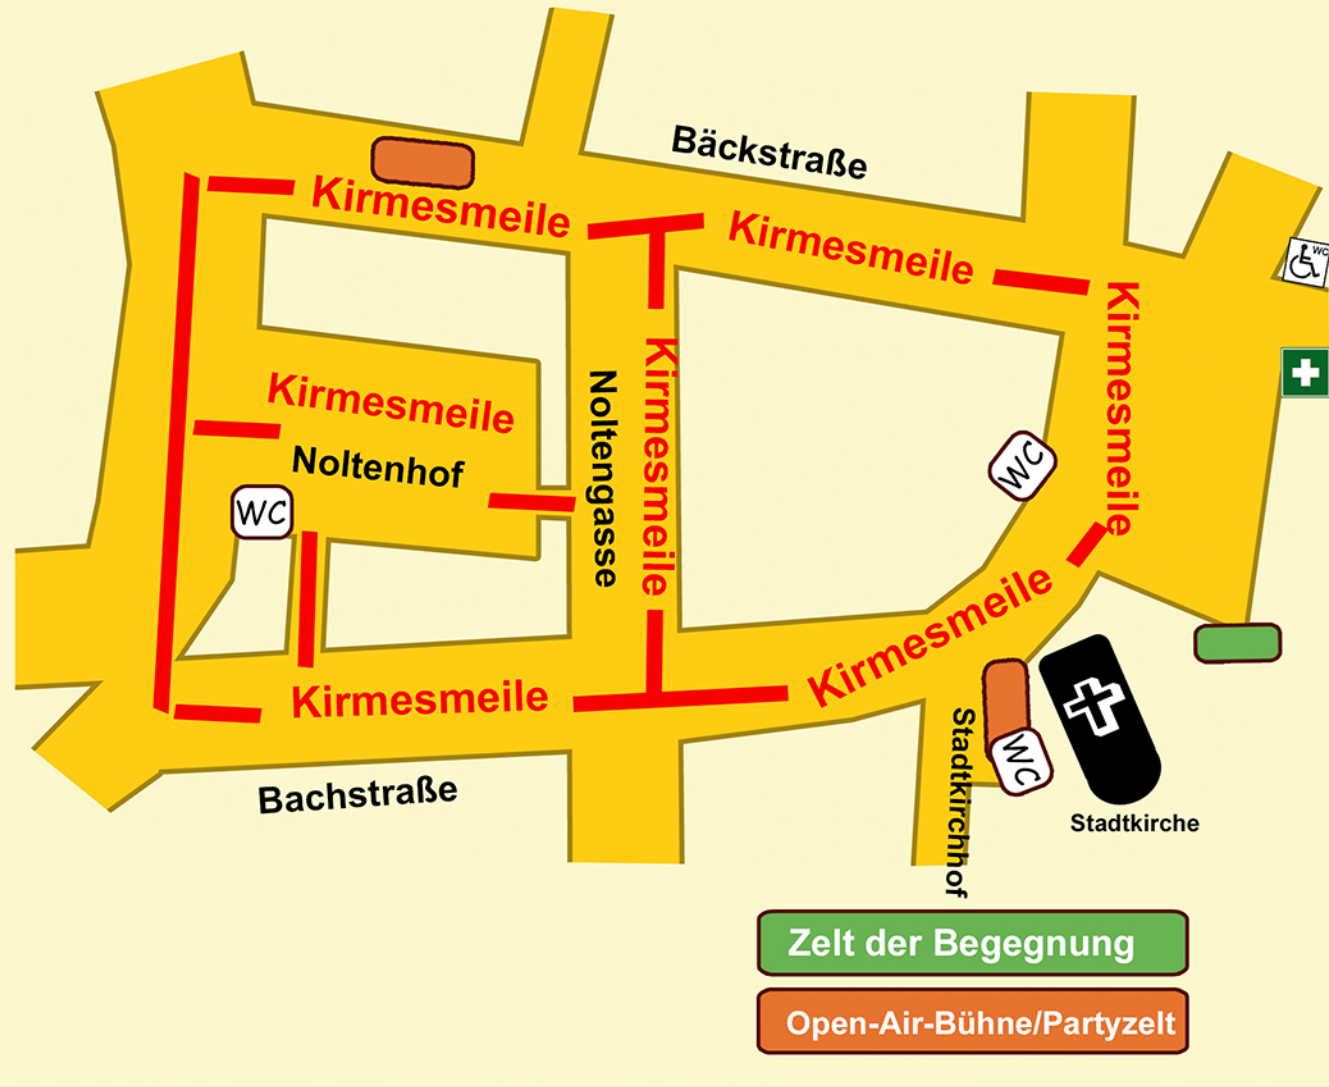 Bäckstraße
Kirmesmeile
Kirmesmeile
WC
Kirmesmeile
Kirmesmeile
Noltengasse
Kirmesmeile
Noltenhof
WC
WC
Kirmesmeile
Kirmesmeile
Stadtkirchhof
WC
Bachstraße
Stadtkirche
Zelt der Begegnung
Open-Air-Bühne/Partyzelt